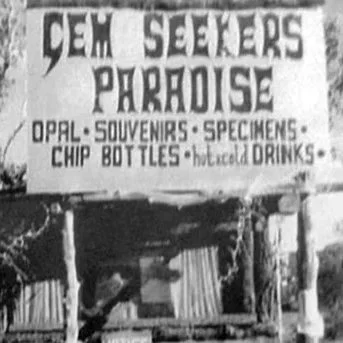 GEM SEEKERS
PARADISE
OPAL • SOUVENIRS • SPECIMENS •
CHIP BOTTLES • hot & cold DRINKS •